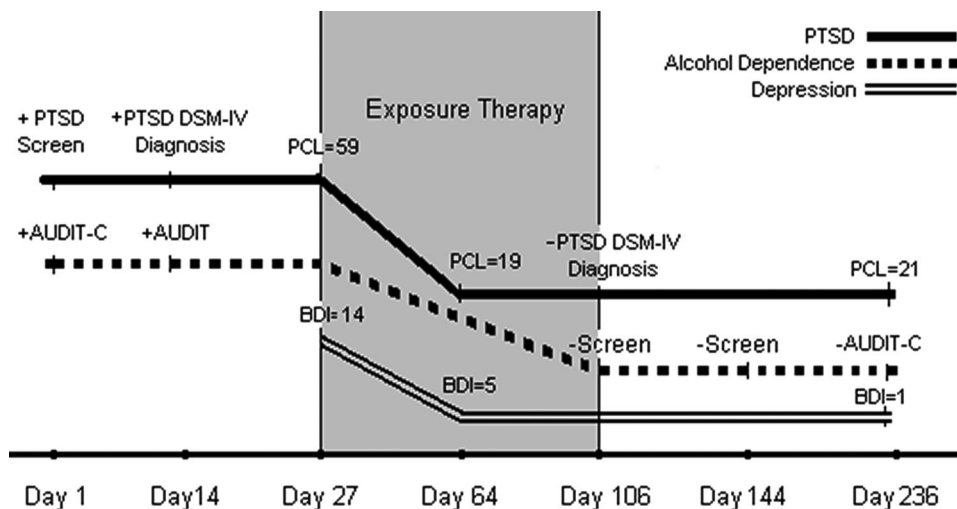 PTSD
Alcohol Dependence
Depression
Exposure Therapy
+ PTSD
Screen
+PTSD DSM-IV
Diagnosis
PCL=59
+AUDIT-C
+AUDIT
PCL=19
-PTSD DSM-IV
Diagnosis
PCL=21
BDI=14
-Screen
-Screen
-AUDIT-C
BDI=5
BDI=1
Day 1
Day14
Day 27
Day 64
Day 106
Day 144
Day 236